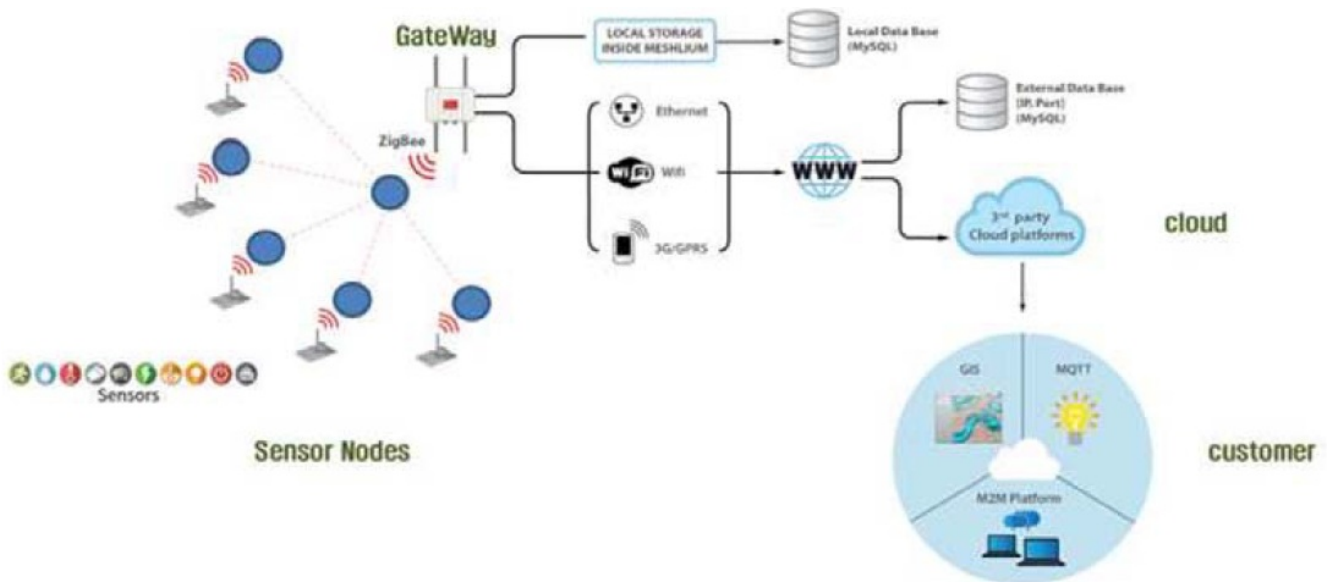 GateWay
LOCAL STORAGE
INSIDE MESHLIUM
Local Data Base
(MySQL)
External Data Base
[IP, Port]
(MySQL)
Ethernet
ZigBee
WiFi
Wifi
WWW
3G/GPRS
3rd party
Cloud platforms
cloud
Sensors
Sensor Nodes
GIS
MQTT
customer
M2M Platform